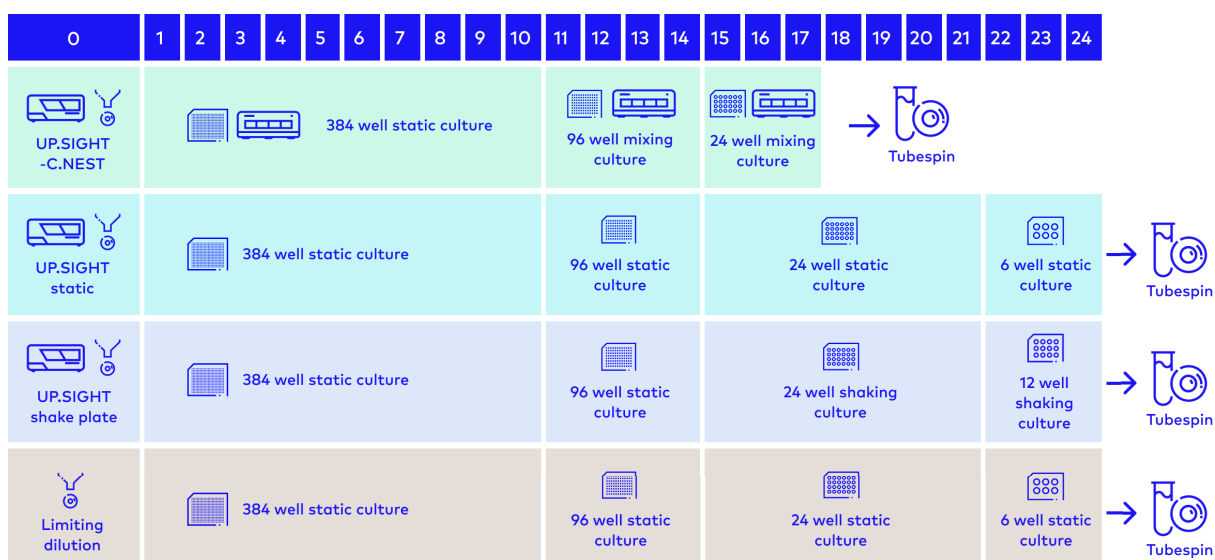 0 1 2 3 4 5 6 7 8 9 10 11 12 13 14 15 16 17 18 19 20 21 22 23 24
UP.SIGHT
-C.NEST
384 well static culture
96 well mixing
culture
24 well mixing
culture
Tubespin
UP.SIGHT
static
384 well static culture
96 well static
culture
24 well static
culture
6 well static
culture
Tubespin
UP.SIGHT
shake plate
384 well static culture
96 well static
culture
24 well shaking
culture
12 well
shaking
culture
Tubespin
Limiting
dilution
384 well static culture
96 well static
culture
24 well static
culture
6 well static
culture
Tubespin